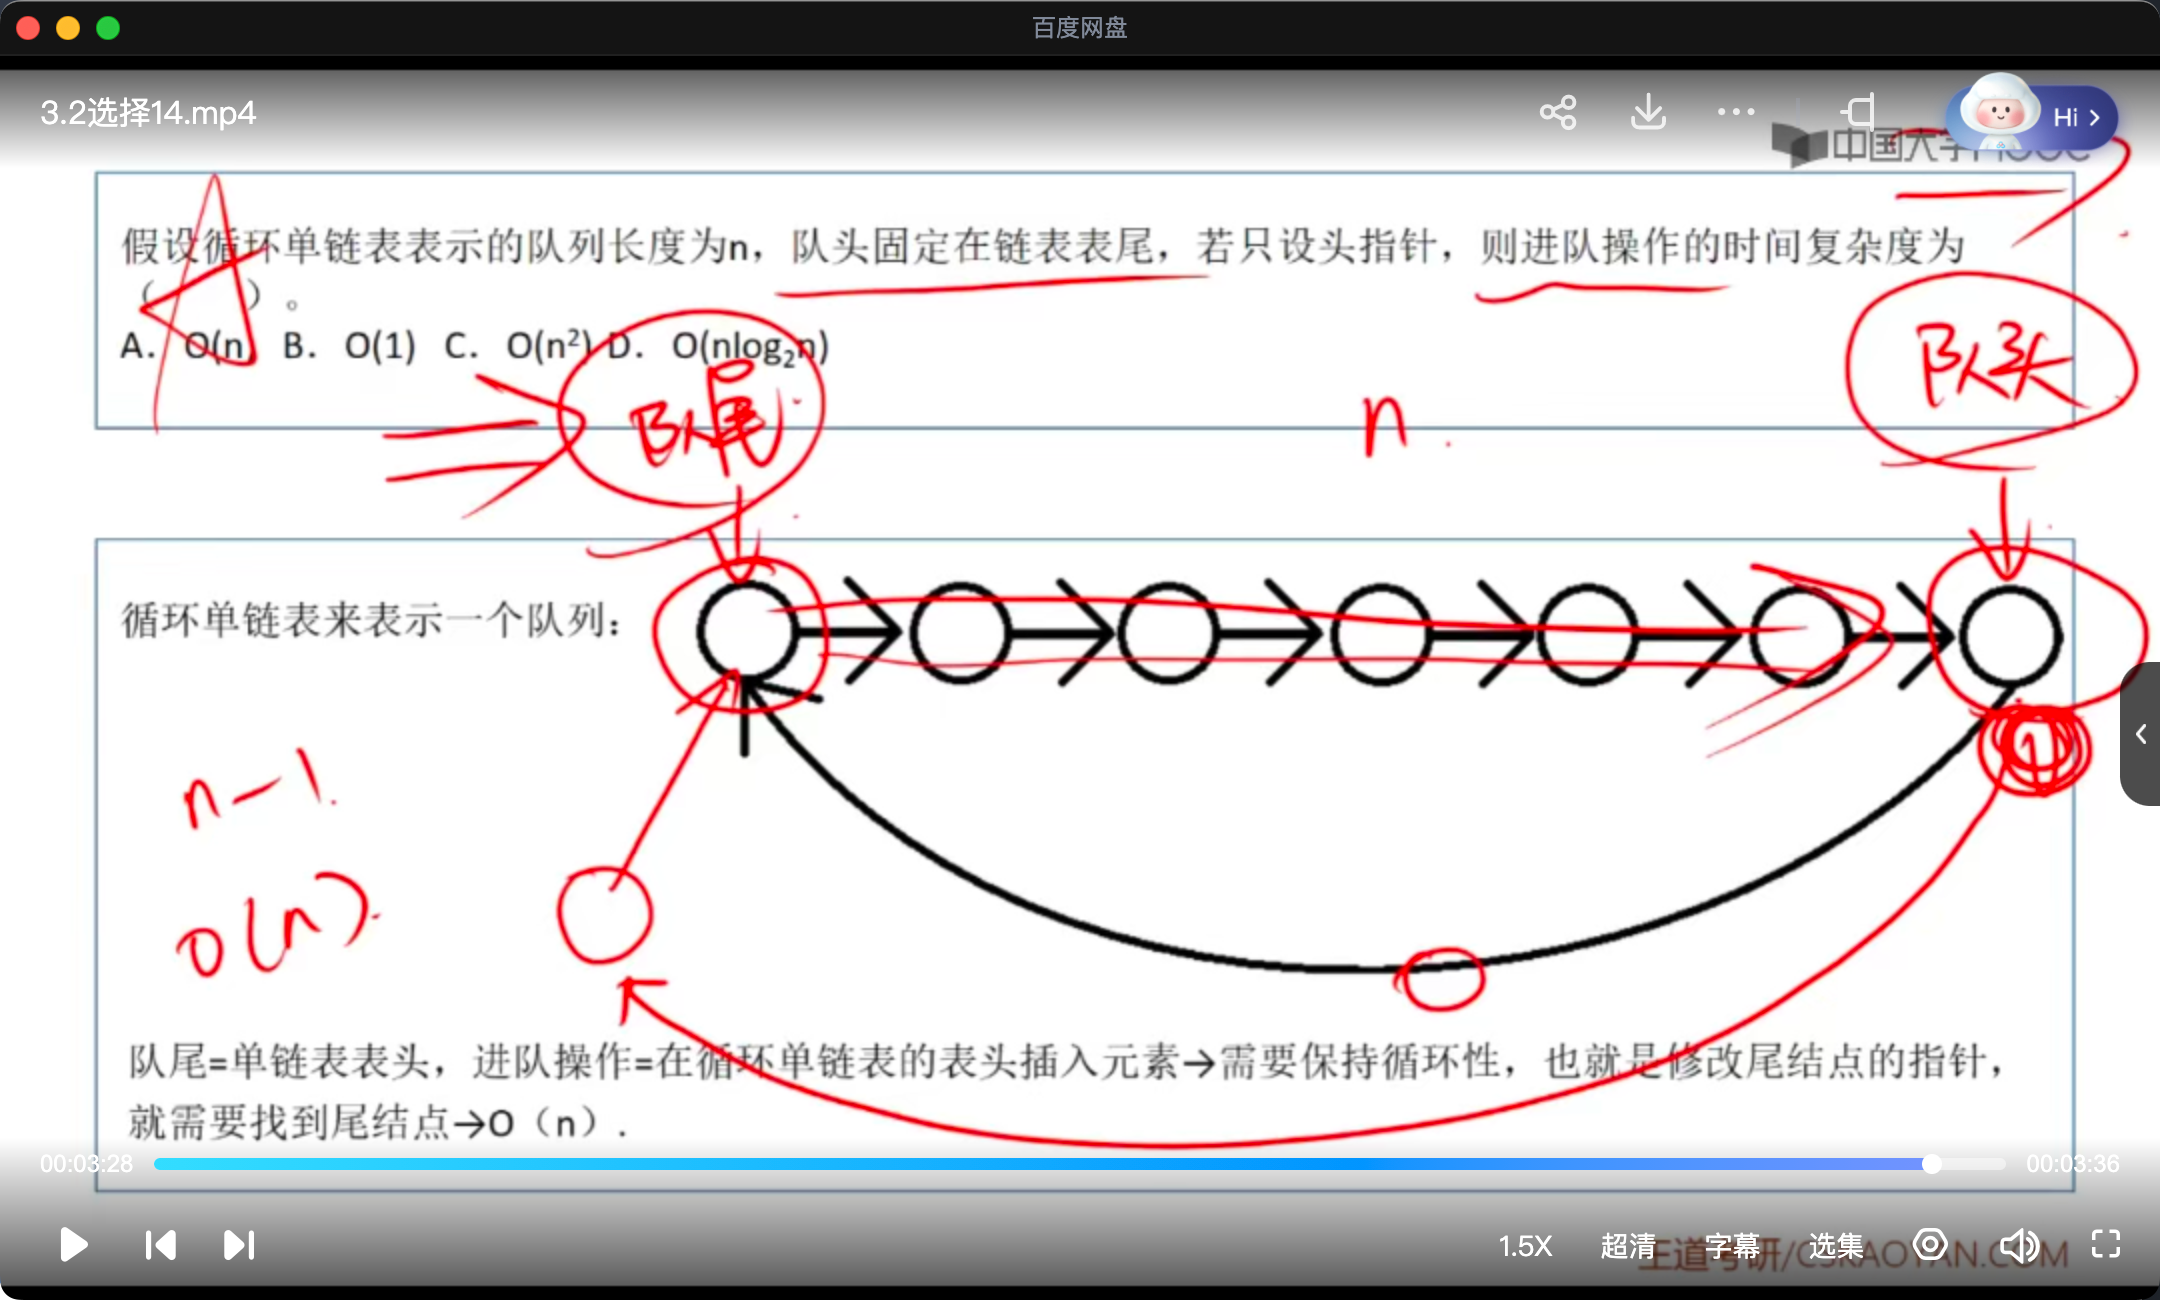 百度网盘
3.2选择14.mp4
Hi
中国大学MOOC
假设循环单链表表示的队列长度为n，队头固定在链表表尾，若只设头指针，则进队操作的时间复杂度为
（ ）。
A. O(n) B. O(1) C. O(n²) D. O(nlog₂n)
队尾
n
队头
循环单链表来表示一个队列：
n-1
O(n)
队尾=单链表表头，进队操作=在循环单链表的表头插入元素→需要保持循环性，也就是修改尾结点的指针，
就需要找到尾结点→O（n）.
00:03:28
00:03:36
1.5X 超清 字幕 选集
王道考研/CSKAOYAN.COM